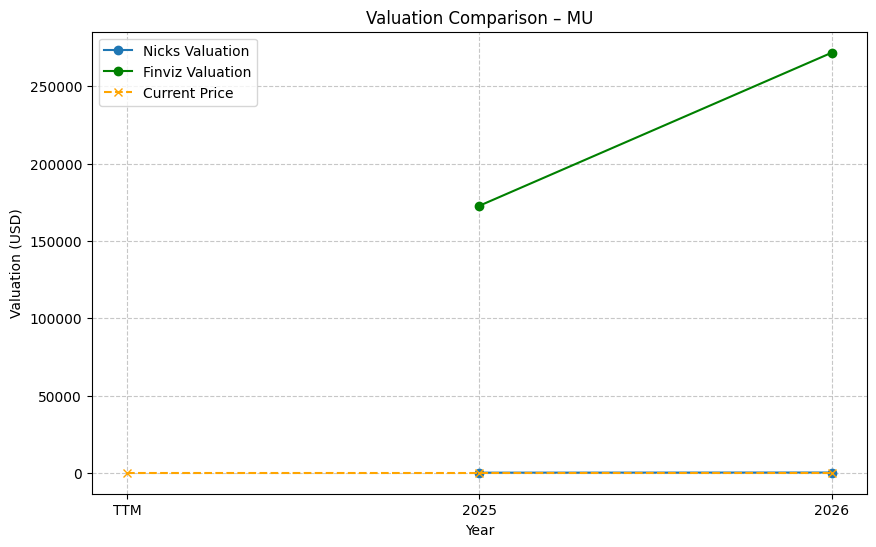 Valuation Comparison – MU
Nicks Valuation
Finviz Valuation
Current Price
Valuation (USD)
250000
200000
150000
100000
50000
0
TTM
2025
2026
Year